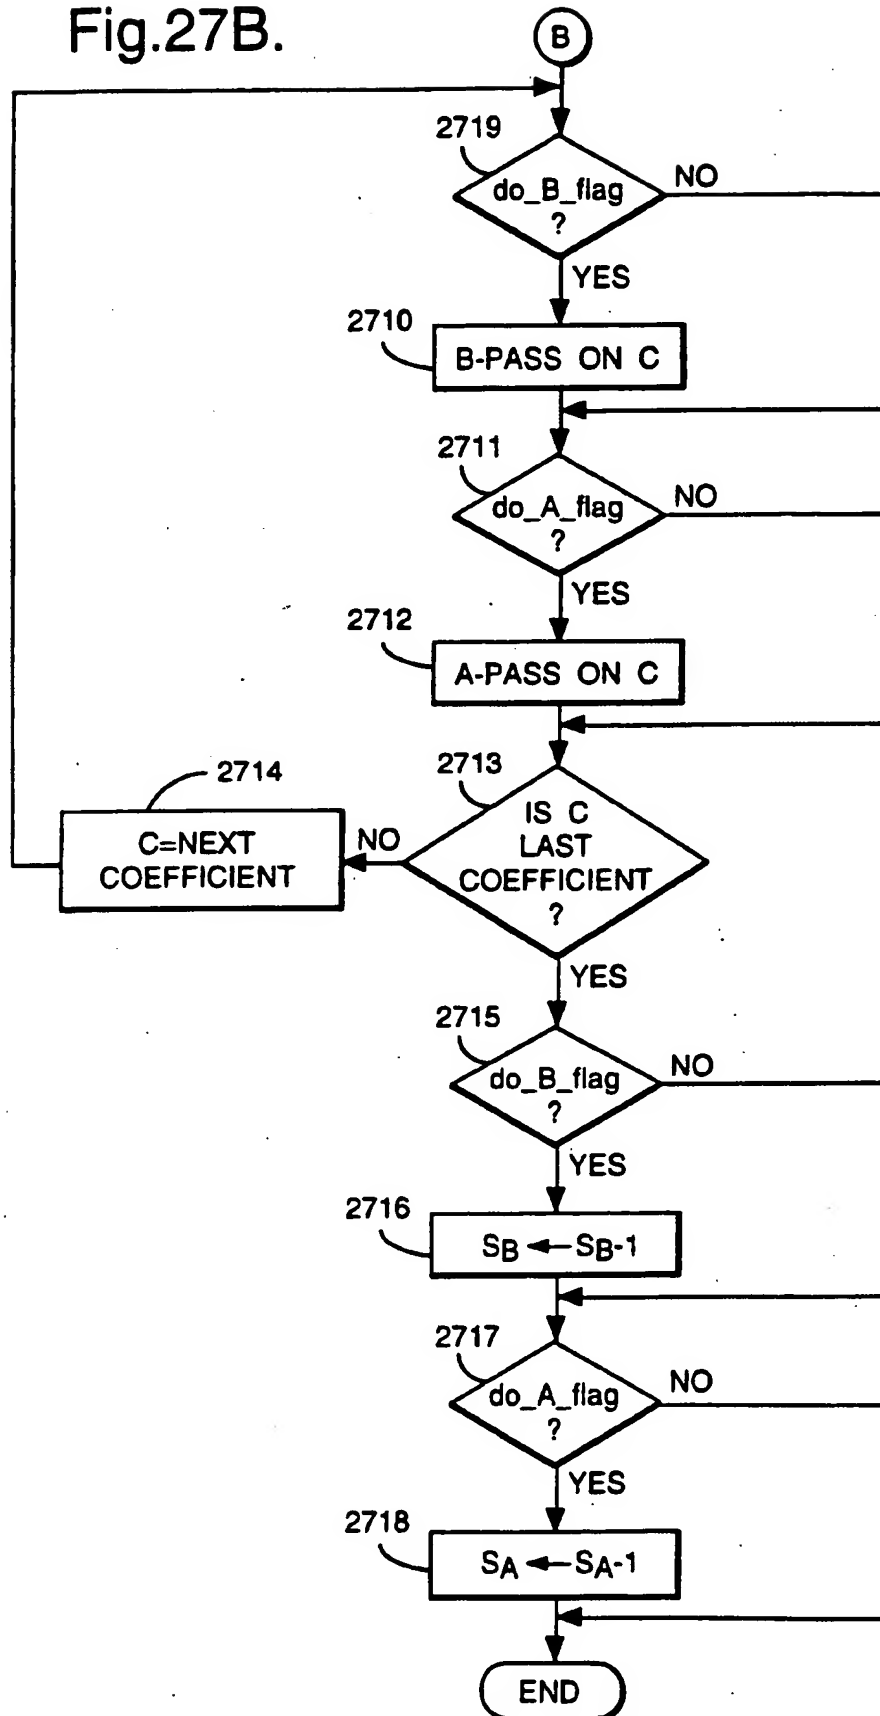 Fig.27B.
B
2719
do_B_flag
?
NO
YES
2710
B-PASS ON C
2711
do_A_flag
?
NO
YES
2712
A-PASS ON C
2713
IS C
LAST
COEFFICIENT
?
NO
2714
C=NEXT
COEFFICIENT
YES
2715
do_B_flag
?
NO
YES
2716
SB ← SB-1
2717
do_A_flag
?
NO
YES
2718
SA ← SA-1
END